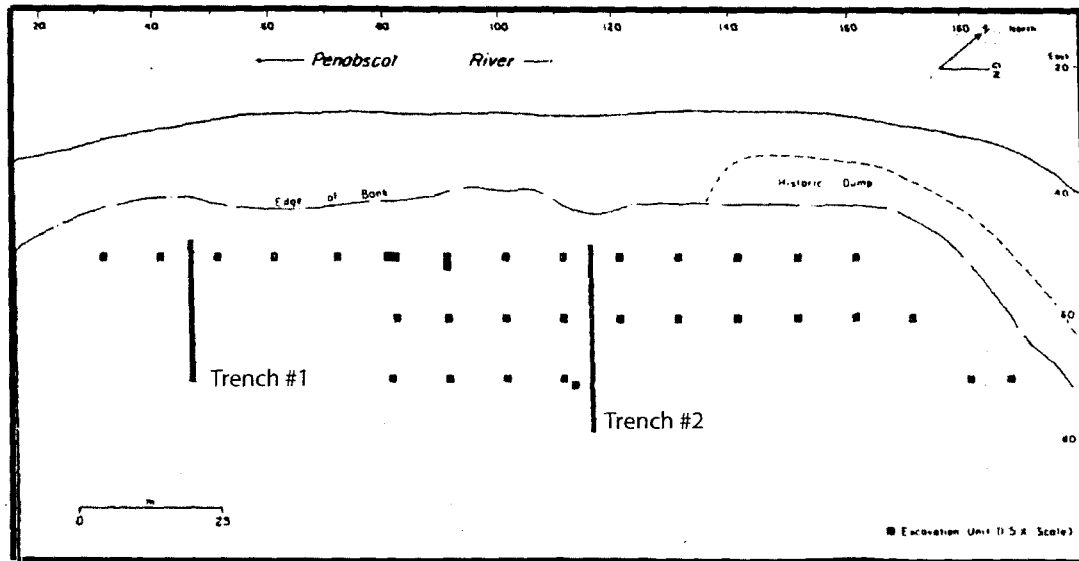 20 40 60 80 100 120 140 160 180
North
Penobscot River
East
20
GN
40
Historic Dump
Edge of Bank
60
Trench #1
Trench #2
80
m
0 25
Excavation Unit (1.5 X Scale)